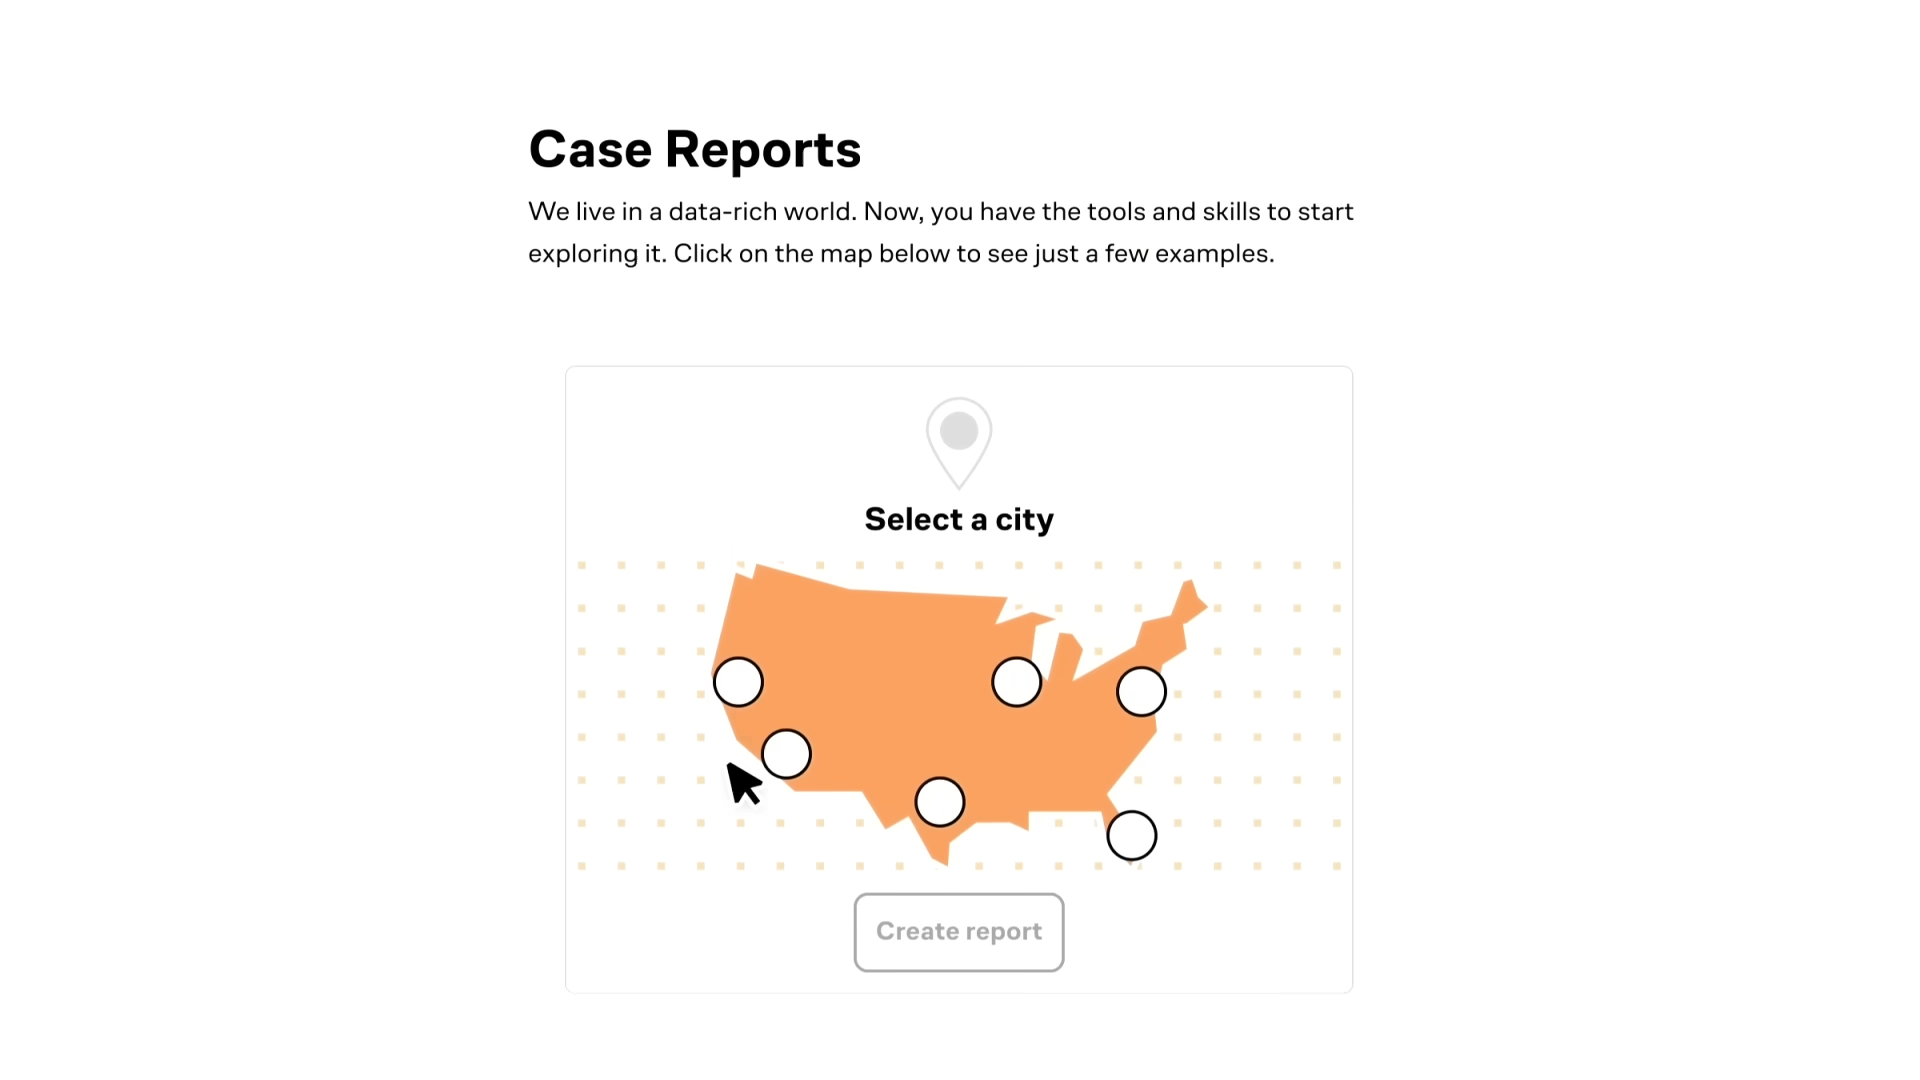 Case Reports
We live in a data-rich world. Now, you have the tools and skills to start
exploring it. Click on the map below to see just a few examples.
Select a city
Create report